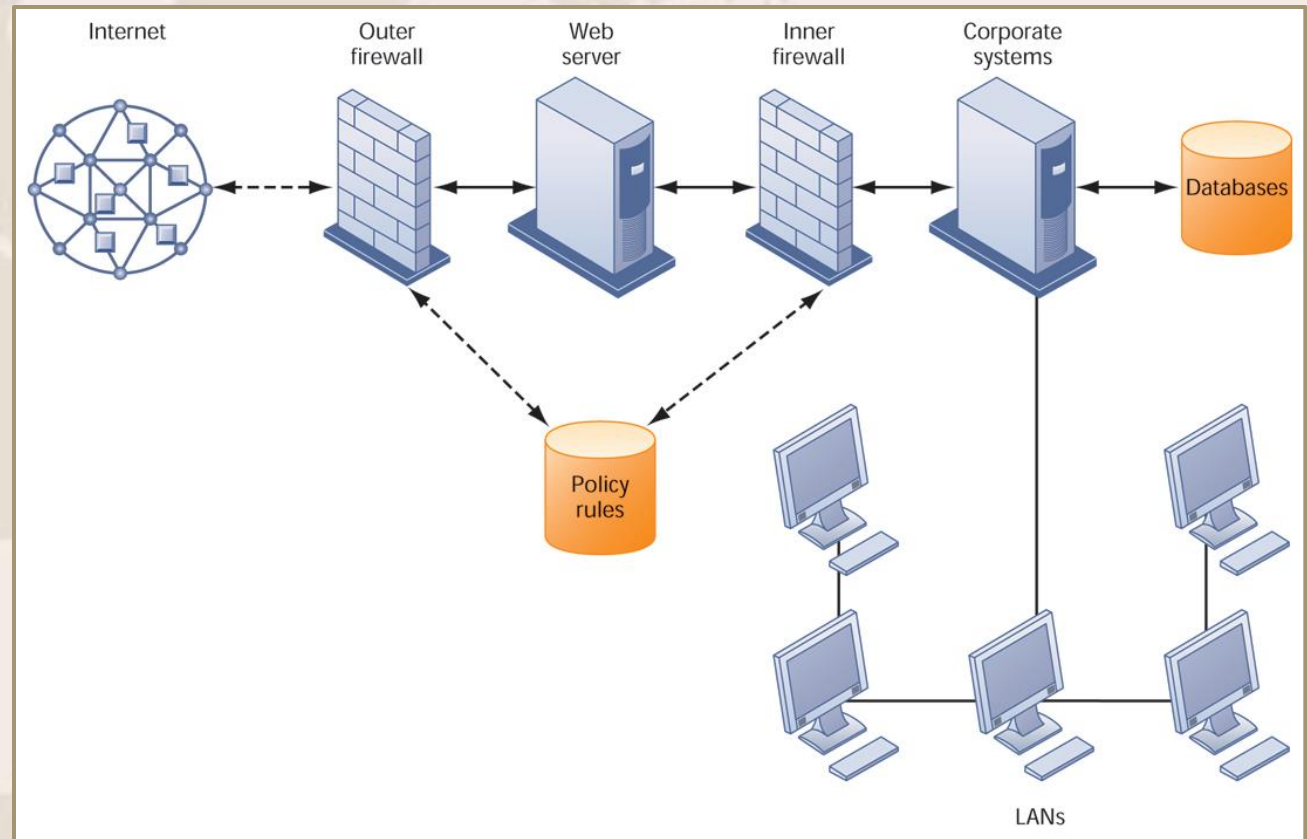 Internet
Outer
firewall
Web
server
Inner
firewall
Corporate
systems
Databases
Policy
rules
LANs